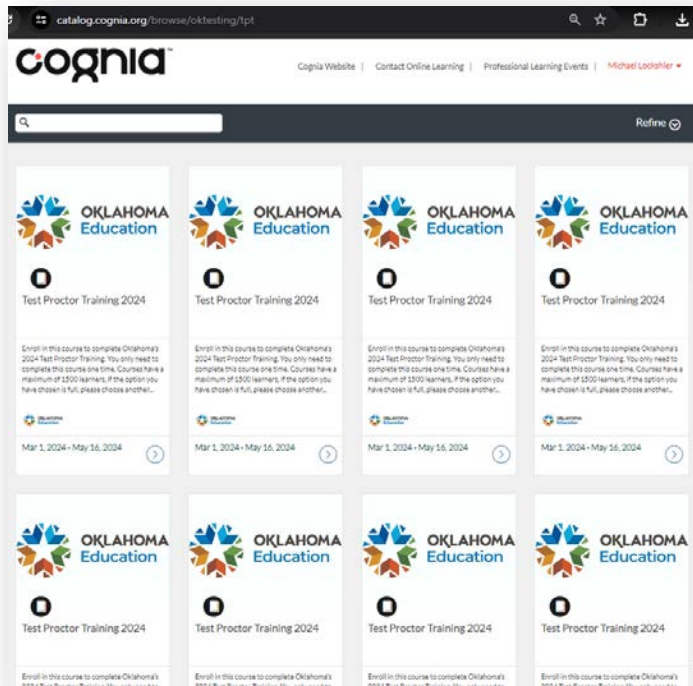 catalog.cognia.org/browse/oktesting/tpt
cognia
Cognia Website | Contact Online Learning | Professional Learning Events | Michael
Refine
OKLAHOMA Education
OKLAHOMA Education
OKLAHOMA Education
OKLAHOMA Education
Test Proctor Training 2024
Test Proctor Training 2024
Test Proctor Training 2024
Test Proctor Training 2024
Enroll in this course to complete Oklahoma's
2024 Test Proctor Training. You only need to
complete this course one time. Courses have a
maximum of 1500 learners, if the option you
have chosen is full, please choose another...
OKLAHOMA Education
Mar 1, 2024 - May 16, 2024
Enroll in this course to complete Oklahoma's
2024 Test Proctor Training. You only need to
complete this course one time. Courses have a
maximum of 1500 learners, if the option you
have chosen is full, please choose another...
OKLAHOMA Education
Mar 1, 2024 - May 16, 2024
Enroll in this course to complete Oklahoma's
2024 Test Proctor Training. You only need to
complete this course one time. Courses have a
maximum of 1500 learners, if the option you
have chosen is full, please choose another...
OKLAHOMA Education
Mar 1, 2024 - May 16, 2024
Enroll in this course to complete Oklahoma's
2024 Test Proctor Training. You only need to
complete this course one time. Courses have a
maximum of 1500 learners, if the option you
have chosen is full, please choose another...
OKLAHOMA Education
Mar 1, 2024 - May 16, 2024
OKLAHOMA Education
OKLAHOMA Education
OKLAHOMA Education
OKLAHOMA Education
Test Proctor Training 2024
Test Proctor Training 2024
Test Proctor Training 2024
Test Proctor Training 2024
Enroll in this course to complete Oklahoma's
Enroll in this course to complete Oklahoma's
Enroll in this course to complete Oklahoma's
Enroll in this course to complete Oklahoma's